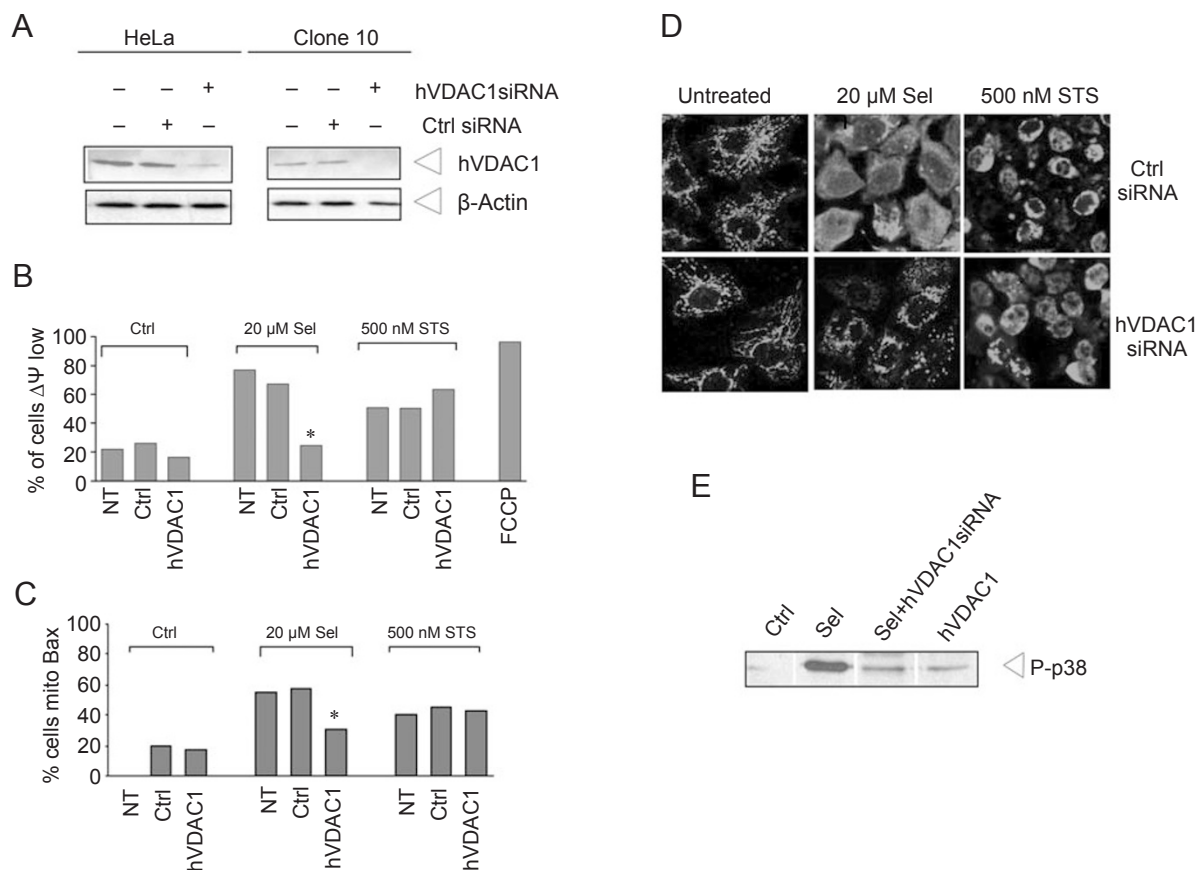 A
HeLa
Clone 10
– – + – – + hVDAC1siRNA
– + – – + – Ctrl siRNA
hVDAC1
β-Actin
B
% of cells ΔΨ low
100
80
60
40
20
0
Ctrl
20 µM Sel
500 nM STS
NT
Ctrl
hVDAC1
NT
Ctrl
hVDAC1
*
NT
Ctrl
hVDAC1
FCCP
C
% cells mito Bax
100
80
60
40
20
0
Ctrl
20 µM Sel
500 nM STS
NT
Ctrl
hVDAC1
NT
Ctrl
hVDAC1
*
NT
Ctrl
hVDAC1
D
Untreated
20 µM Sel
500 nM STS
Ctrl
siRNA
hVDAC1
siRNA
E
Ctrl
Sel
Sel+hVDAC1siRNA
hVDAC1
P-p38